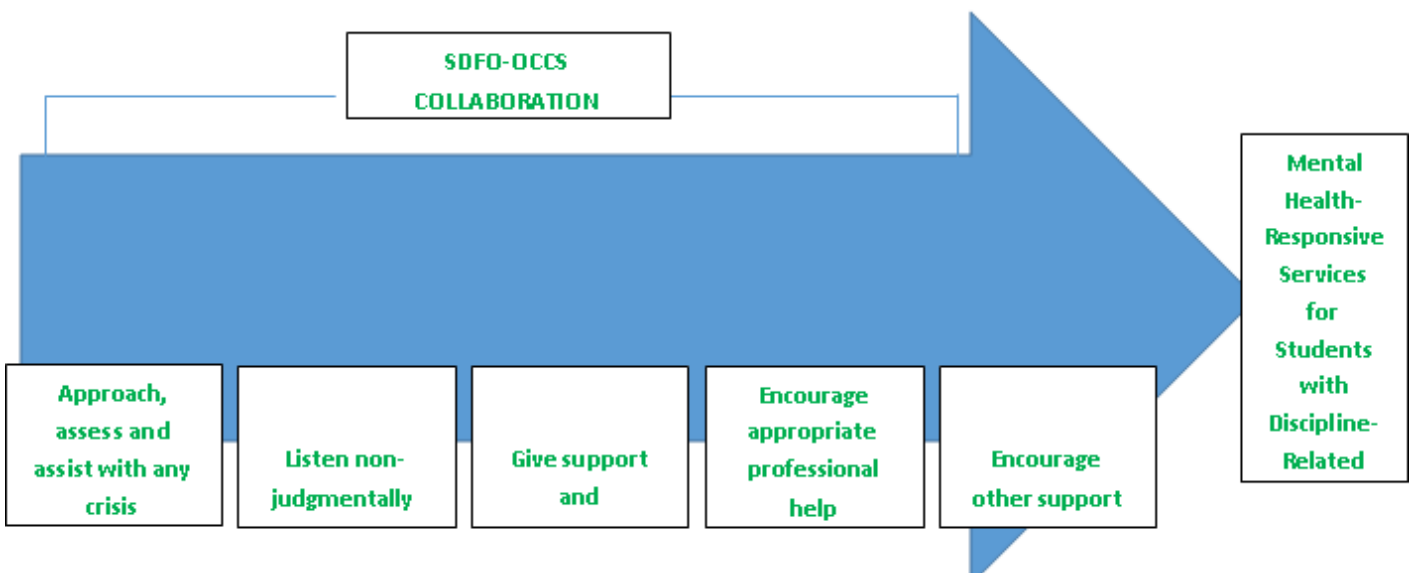 SDFO-OCCS
COLLABORATION
Mental
Health-
Responsive
Services
for
Students
with
Discipline-
Related
Approach,
assess and
assist with any
crisis
Listen non-
judgmentally
Give support
and
Encourage
appropriate
professional
help
Encourage
other support